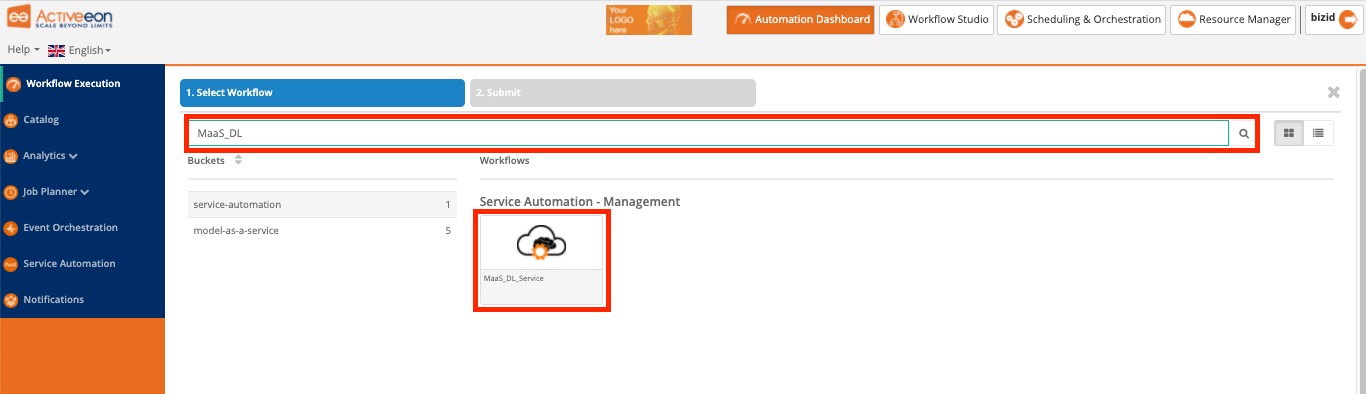 Activeeon
SCALE BEYOND LIMITS
Your
LOGO
here
Automation Dashboard
Workflow Studio
Scheduling & Orchestration
Resource Manager
bizid
Help
English
Workflow Execution
Catalog
Analytics
Job Planner
Event Orchestration
Service Automation
Notifications
1. Select Workflow
2. Submit
MaaS_DL
Buckets
Workflows
service-automation 1
model-as-a-service 5
Service Automation - Management
MaaS_DL_Service